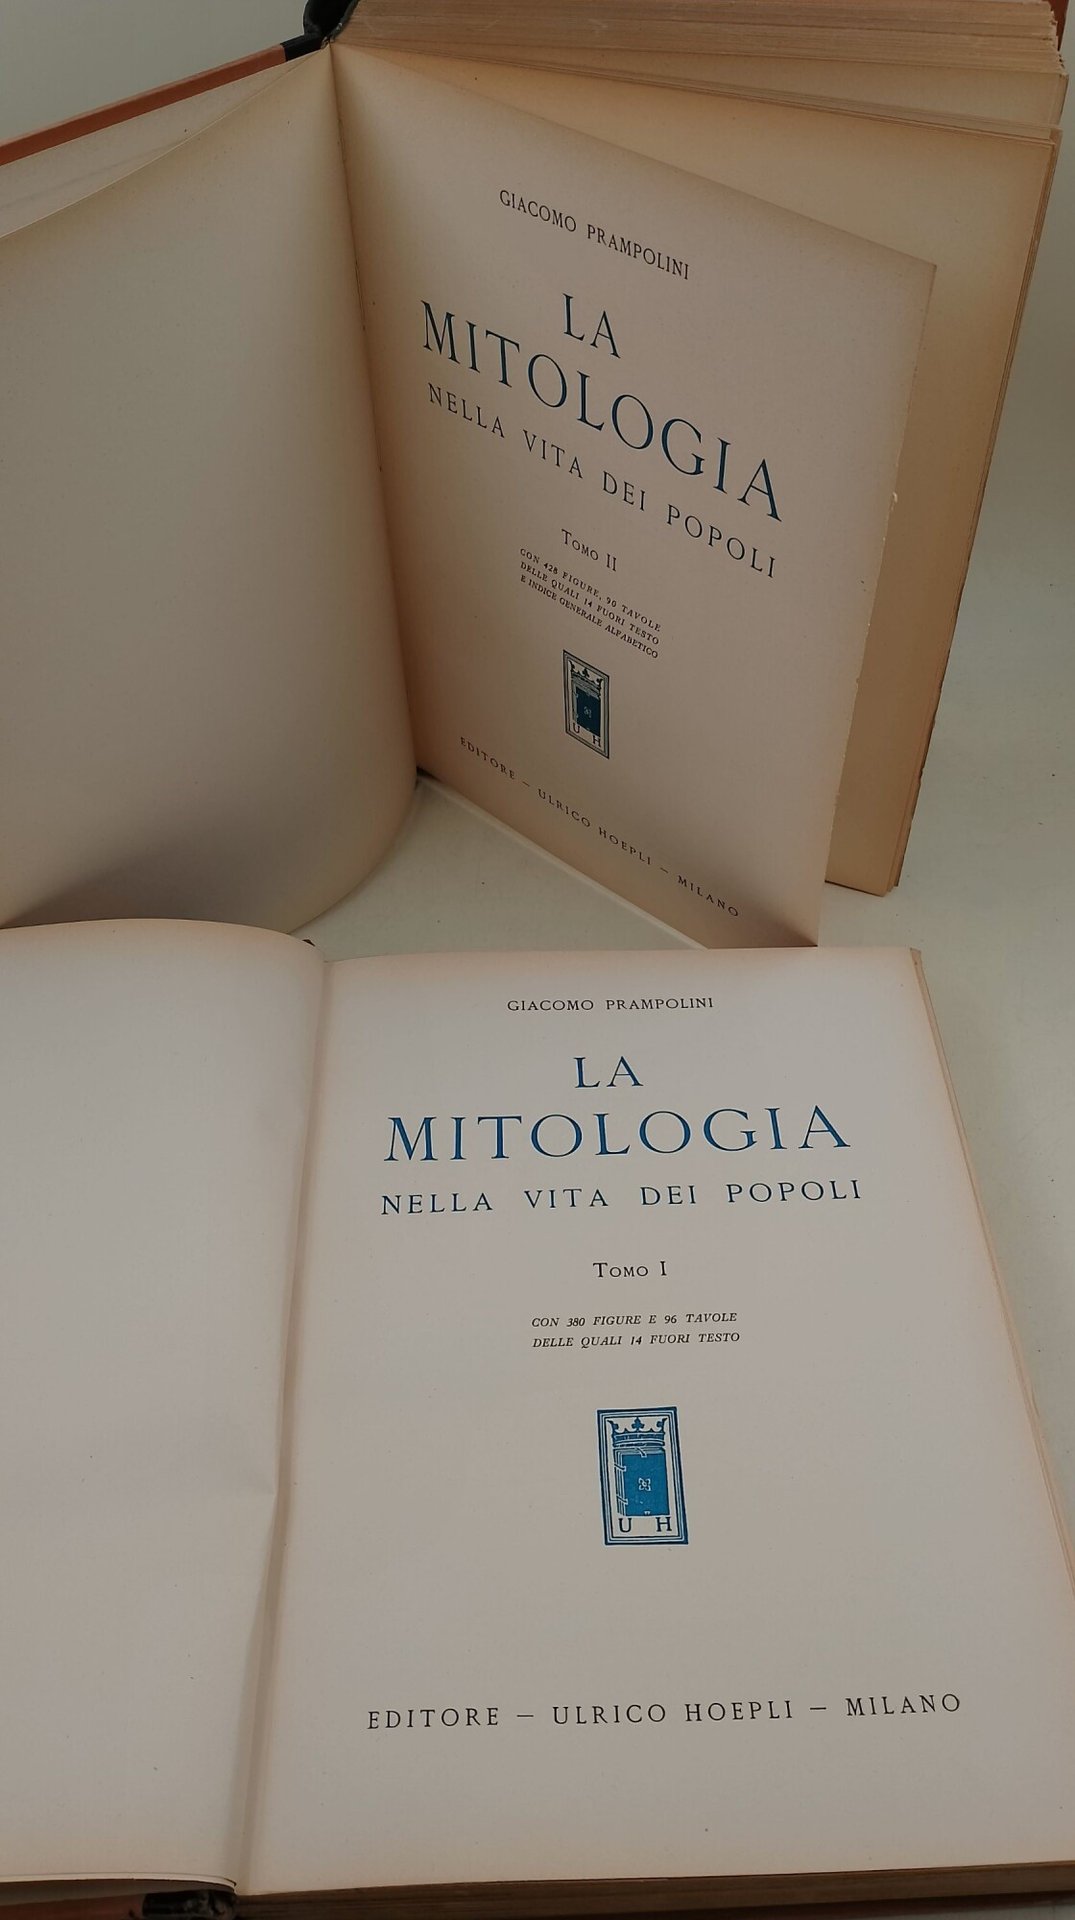 GIACOMO PRAMPOLINI
LA
MITOLOGIA
NELLA VITA DEI POPOLI
Tomo II
CON 428 FIGURE, 90 TAVOLE
DELLE QUALI 14 FUORI TESTO
E INDICE GENERALE ALFABETICO
U H
EDITORE – ULRICO HOEPLI – MILANO
GIACOMO PRAMPOLINI
LA
MITOLOGIA
NELLA VITA DEI POPOLI
Tomo I
CON 380 FIGURE E 96 TAVOLE
DELLE QUALI 14 FUORI TESTO
U H
EDITORE – ULRICO HOEPLI – MILANO